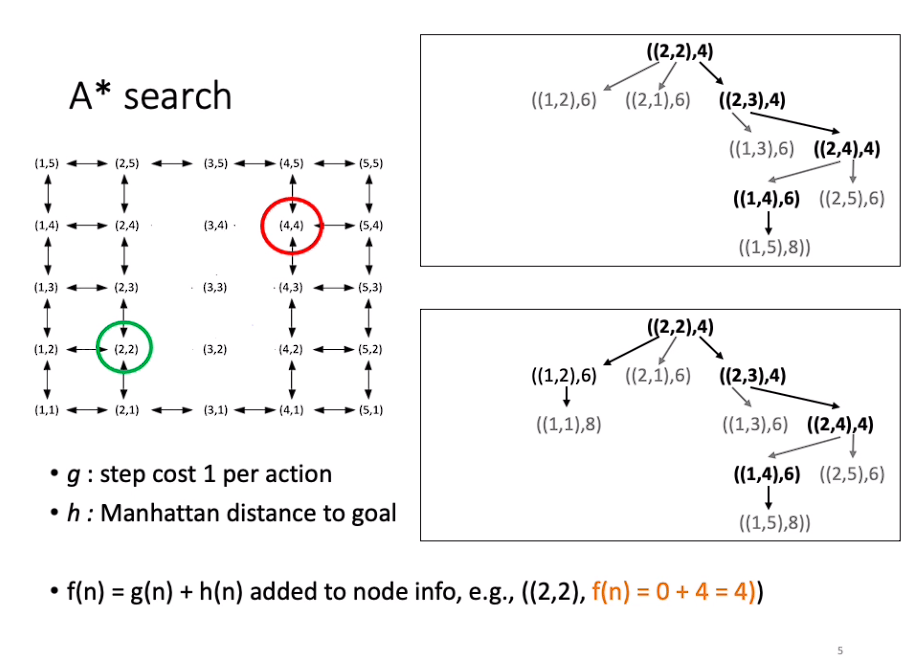 A* search
(1,5) (2,5) (3,5) (4,5) (5,5)
(1,4) (2,4) (3,4) (4,4) (5,4)
(1,3) (2,3) (3,3) (4,3) (5,3)
(1,2) (2,2) (3,2) (4,2) (5,2)
(1,1) (2,1) (3,1) (4,1) (5,1)
((2,2),4)
((1,2),6) ((2,1),6) ((2,3),4)
((1,3),6) ((2,4),4)
((1,4),6) ((2,5),6)
((1,5),8))
((2,2),4)
((1,2),6) ((2,1),6) ((2,3),4)
((1,1),8) ((1,3),6) ((2,4),4)
((1,4),6) ((2,5),6)
((1,5),8))
• g : step cost 1 per action
• h : Manhattan distance to goal
• f(n) = g(n) + h(n) added to node info, e.g., ((2,2), f(n) = 0 + 4 = 4))
5